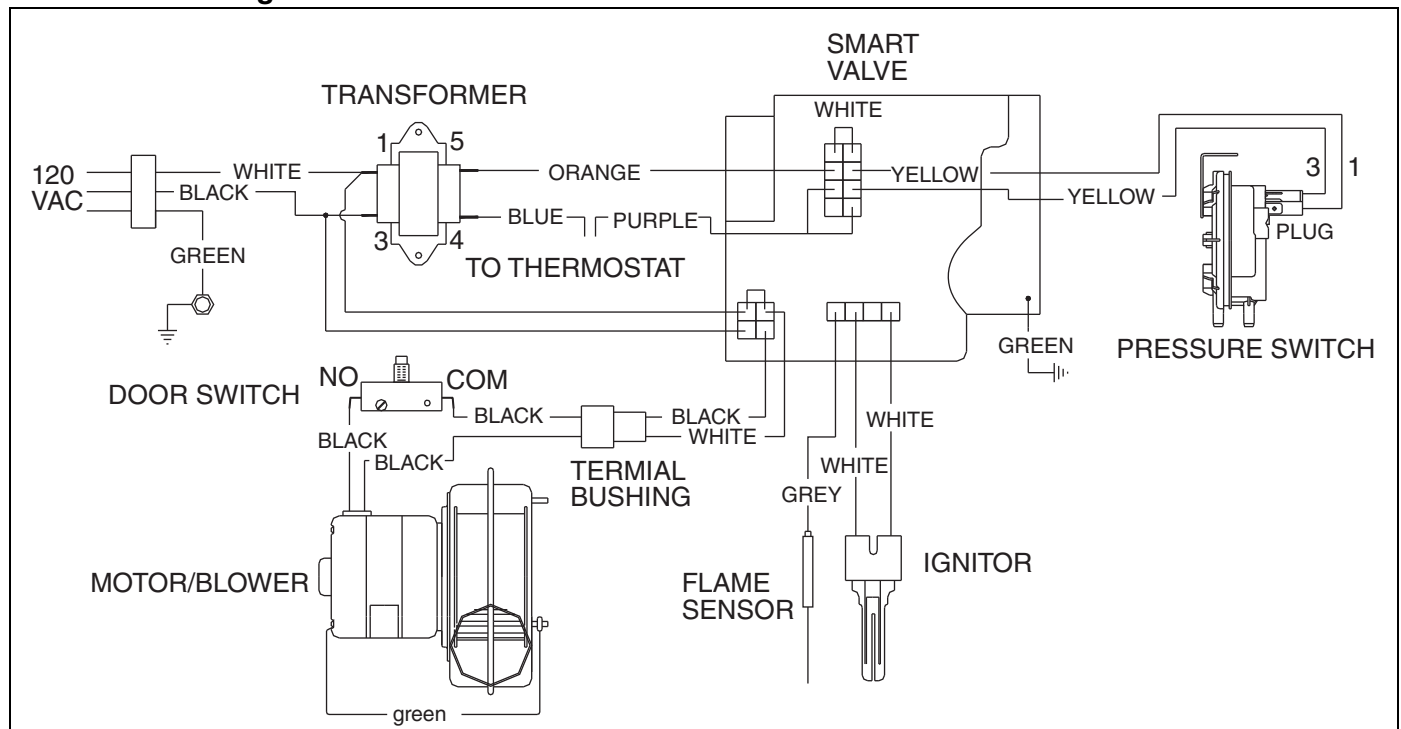 SMART
VALVE
WHITE
TRANSFORMER
1
5
120
VAC
WHITE
BLACK
ORANGE
YELLOW
YELLOW
3
1
BLUE
PURPLE
PLUG
3
4
GREEN
TO THERMOSTAT
GREEN
PRESSURE SWITCH
DOOR SWITCH
NO
COM
BLACK
BLACK
WHITE
WHITE
BLACK
BLACK
WHITE
TERMIAL
BUSHING
GREY
MOTOR/BLOWER
FLAME
SENSOR
IGNITOR
green